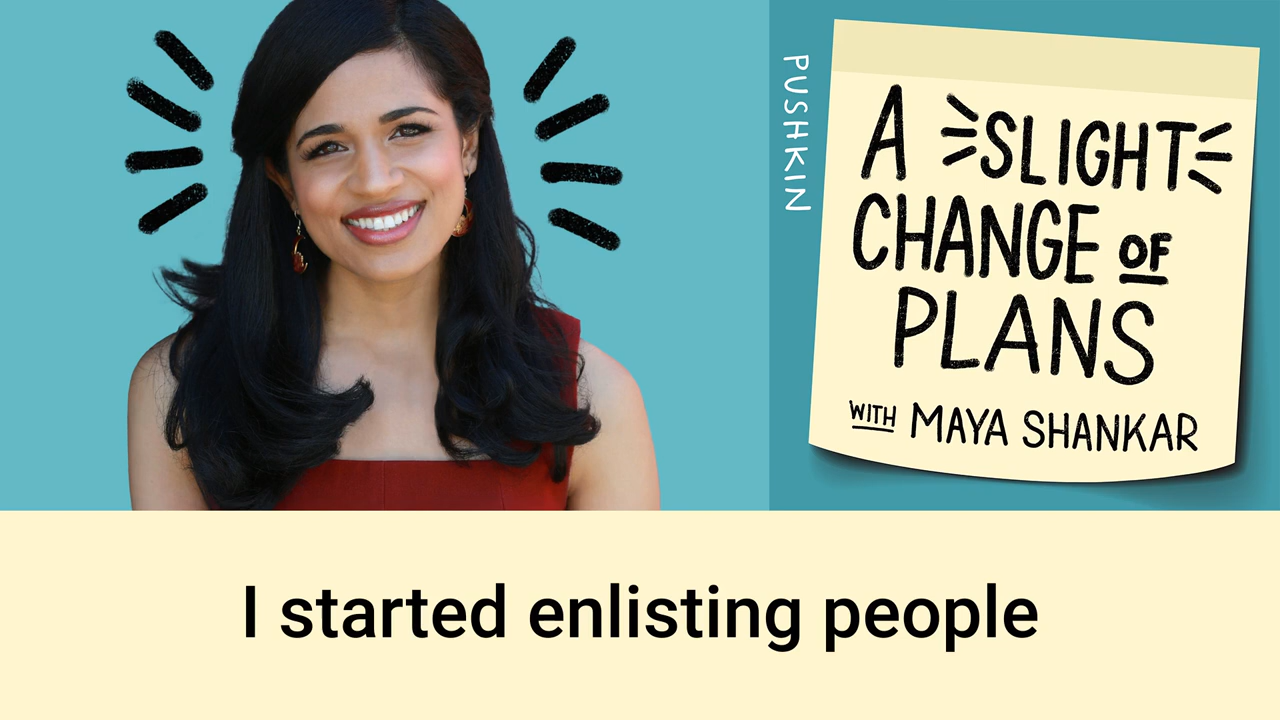 PUSHKIN
A SLIGHT
CHANGE OF
PLANS
WITH MAYA SHANKAR
I started enlisting people